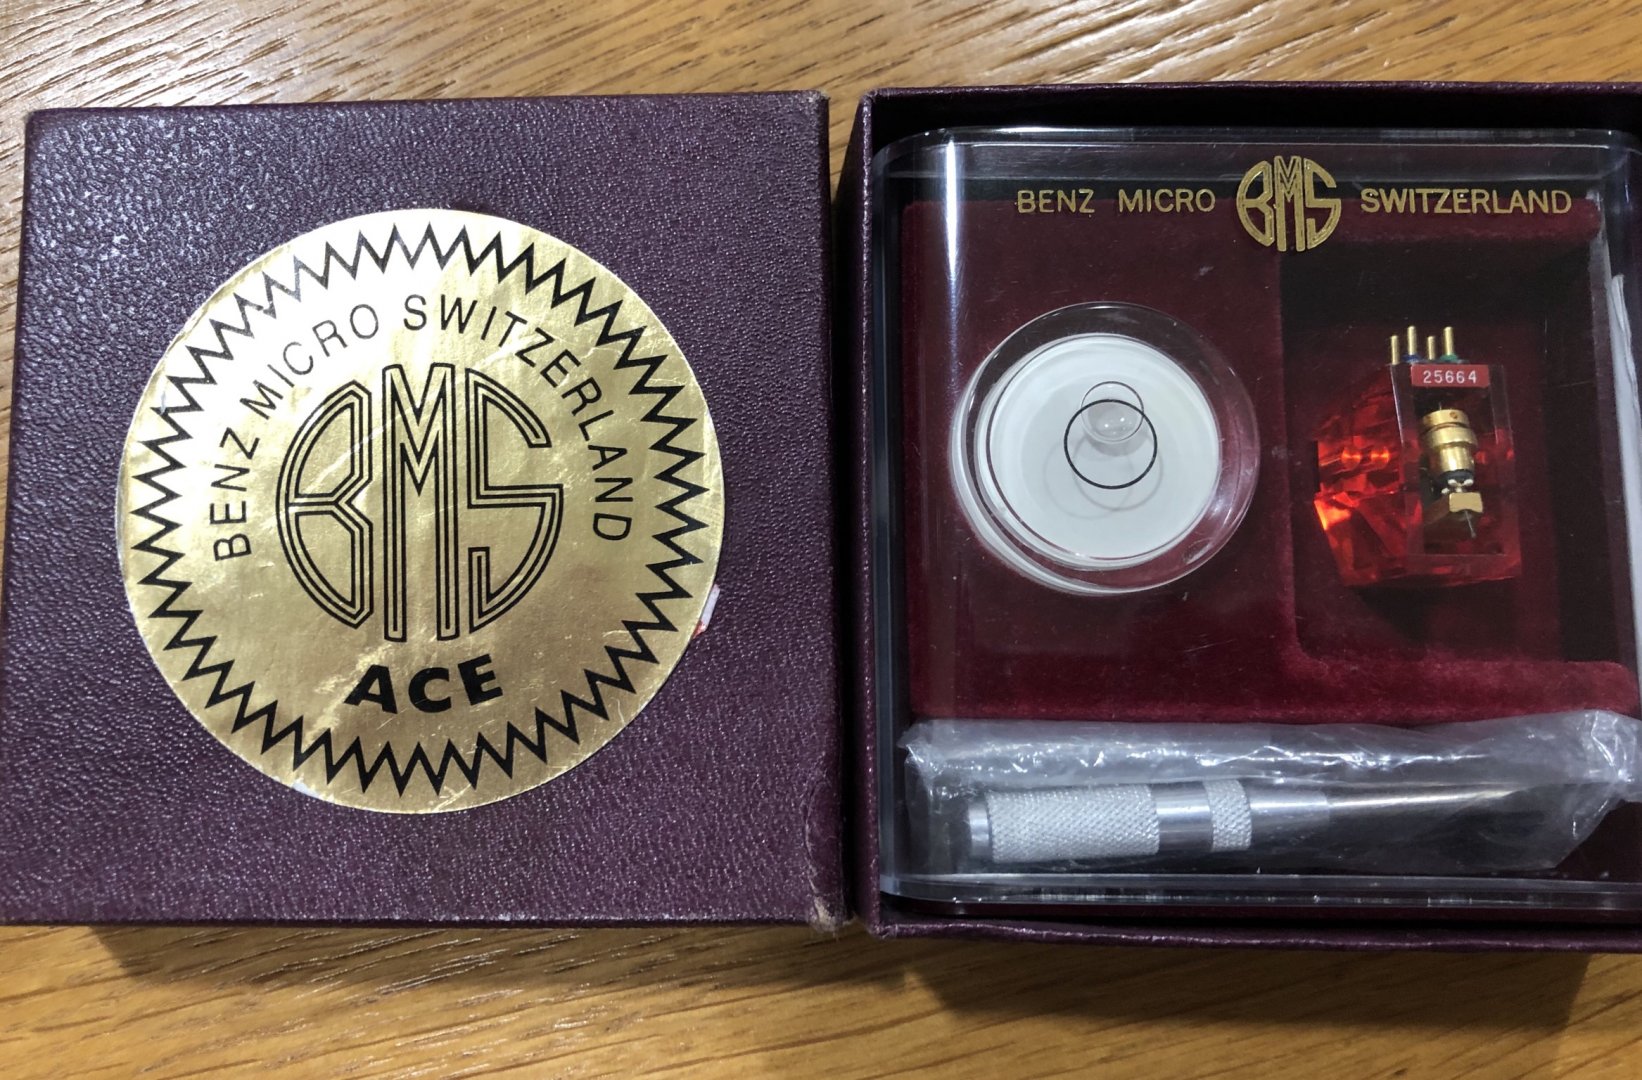 BENZ MICRO SWITZERLAND
BMS
ACE
BENZ MICRO BMS SWITZERLAND
25664